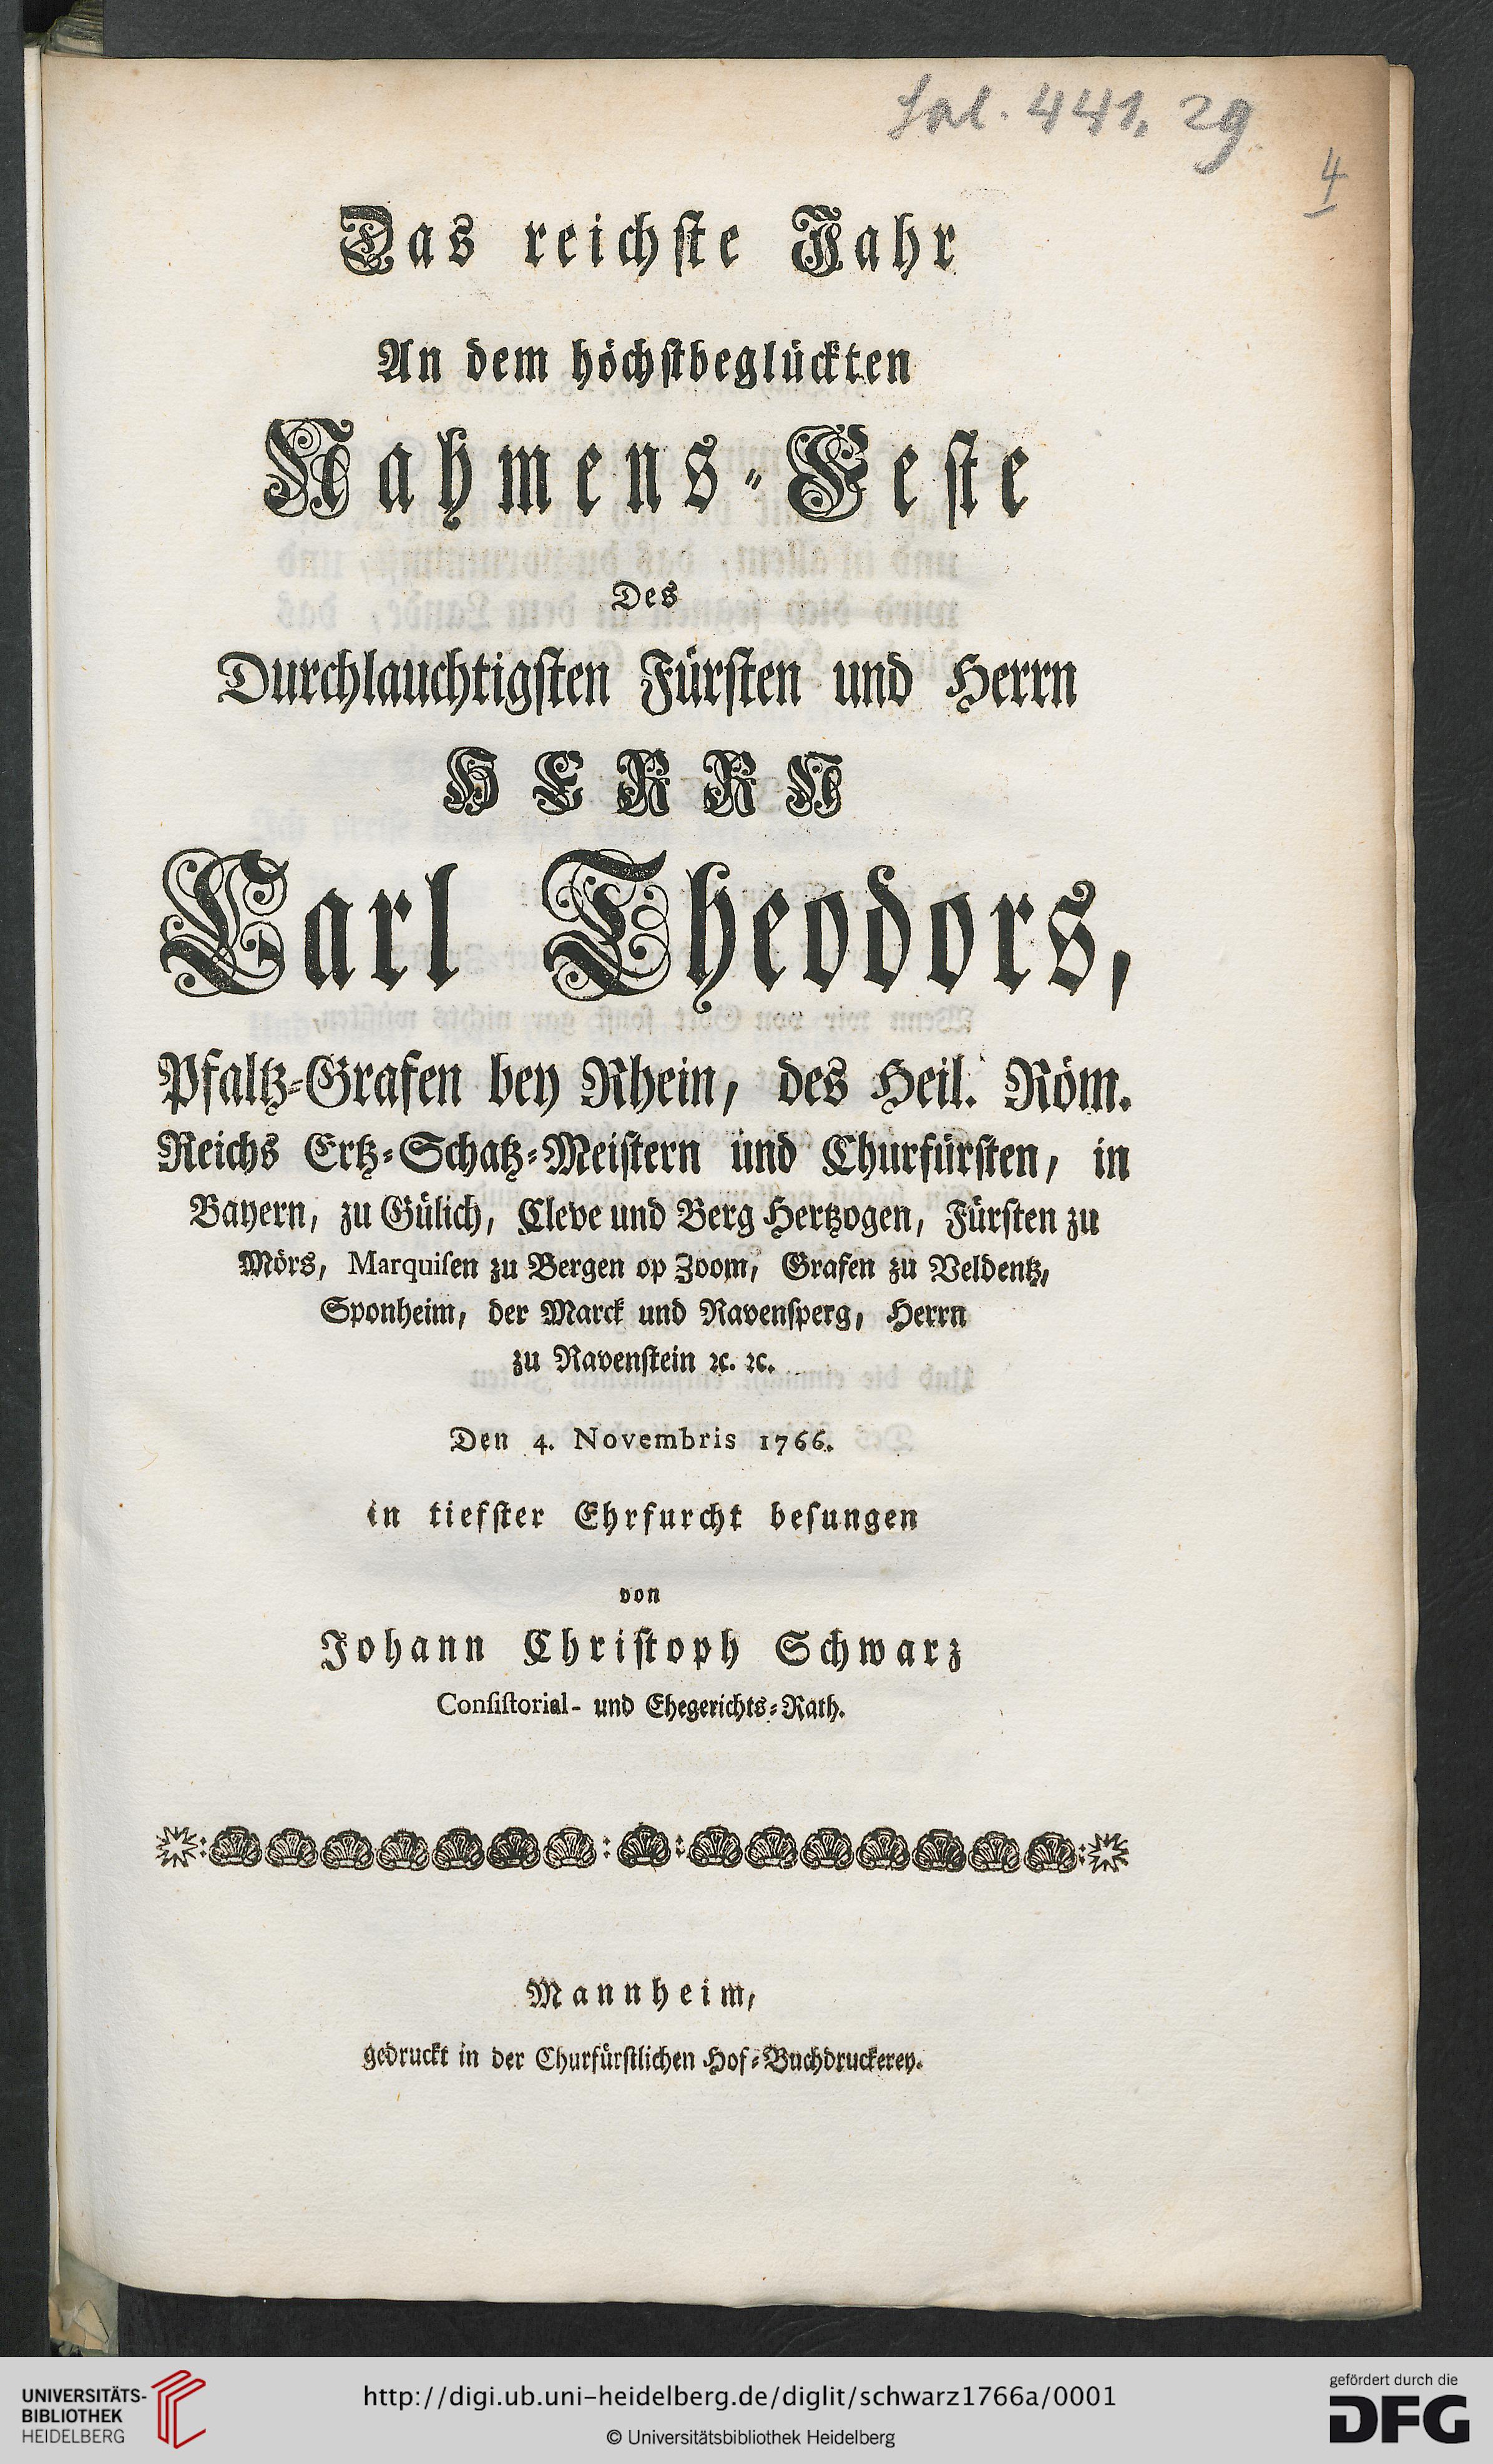 Sal. 441, 29
4
Das reichste Jahr
An dem höchstbeglückten
Nahmens-Feste
Des
Durchlauchtigsten Fürsten und Herrn
HERRN
Carl Theodors,
Pfaltz-Grafen bey Rhein, des Heil. Röm.
Reichs Ertz-Schatz-Meistern und Churfürsten, in
Bayern, zu Gülich, Cleve und Berg Hertzogen, Fürsten zu
Mörs, Marquisen zu Bergen op Zoom, Grafen zu Veldentz,
Sponheim, der Marck und Ravensperg, Herrn
zu Ravenstein ꝛc. ꝛc.
Den 4. Novembris 1766.
in tiefster Ehrfurcht besungen
von
Johann Christoph Schwarz
Consistorial- und Ehegerichts-Rath.
Mannheim,
gedruckt in der Churfürstlichen Hof-Buchdruckerey.
UNIVERSITÄTS-
BIBLIOTHEK
HEIDELBERG
http://digi.ub.uni-heidelberg.de/diglit/schwarz1766a/0001
© Universitätsbibliothek Heidelberg
gefördert durch die
DFG